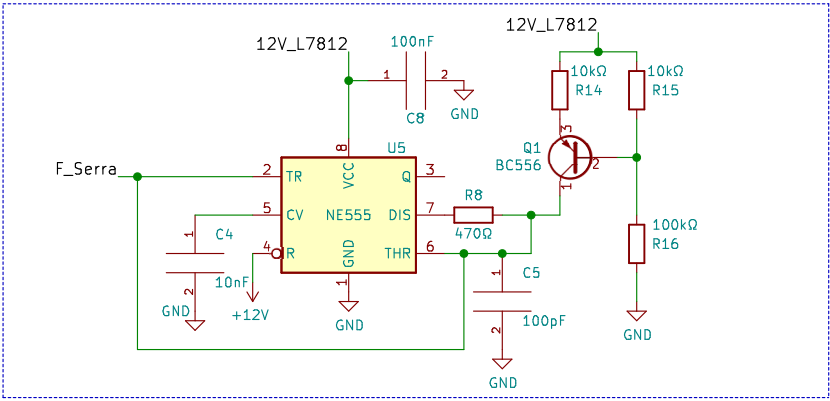 12V_L7812
100nF
1
2
C8
GND
12V_L7812
10kΩ
R14
10kΩ
R15
3
Q1
BC556
2
1
100kΩ
R16
GND
F_Serra
8
U5
2
TR
VCC
Q
3
5
CV
NE555
DIS
7
R8
470Ω
4
R
GND
THR
6
1
GND
1
C4
10nF
2
GND
+12V
1
C5
100pF
2
GND